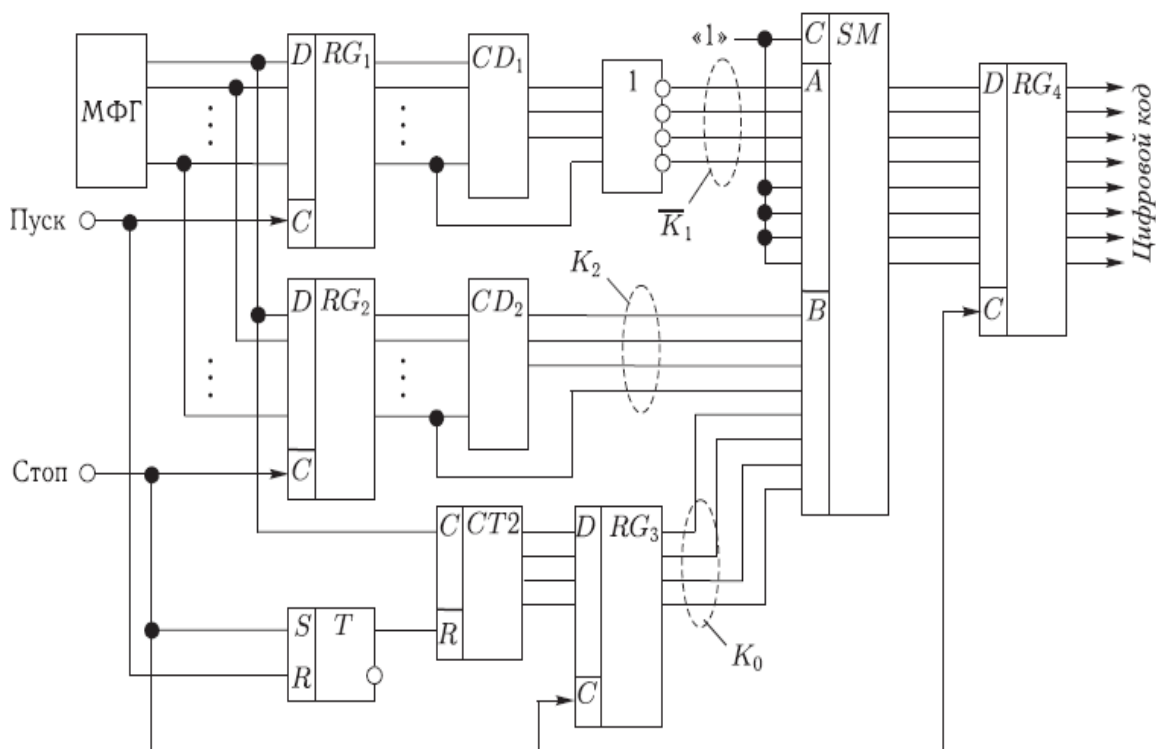 «1» C SM
D RG₁ CD₁ 1 A D RG₄
МФГ
Цифровой код
Пуск C K̅₁
K₂
D RG₂ CD₂ B C
Стоп C
C CT2 D RG₃
S T R
R K₀
C